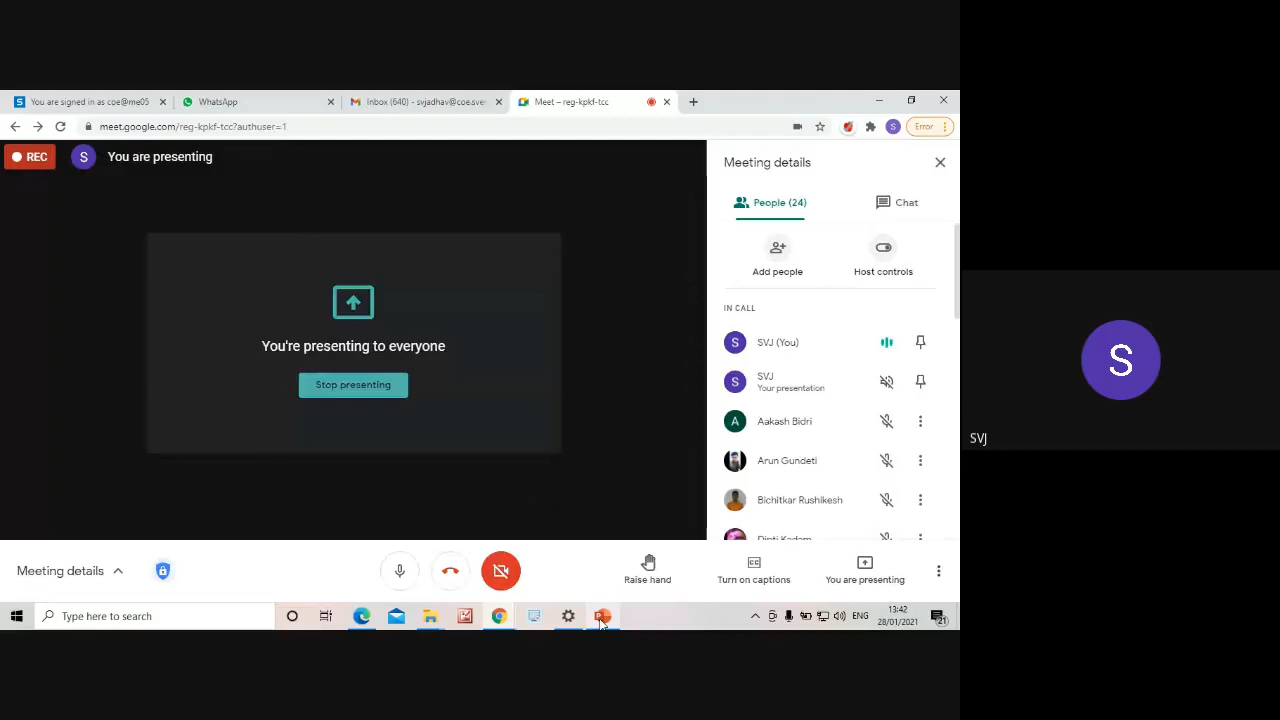 You are signed in as coe@me05
WhatsApp
Inbox (640) - svjadhav@coe.sve
Meet – reg-kpkf-tcc
meet.google.com/reg-kpkf-tcc?authuser=1
S
Error
REC
S
You are presenting
Meeting details
People (24)
Chat
Add people
Host controls
IN CALL
You're presenting to everyone
Stop presenting
S
SVJ (You)
S
SVJ
Your presentation
A
Aakash Bidri
Arun Gundeti
Bichitkar Rushikesh
Dipti Kadam
S
SVJ
Meeting details
Raise hand
Turn on captions
You are presenting
Type here to search
ENG
13:42
28/01/2021
21